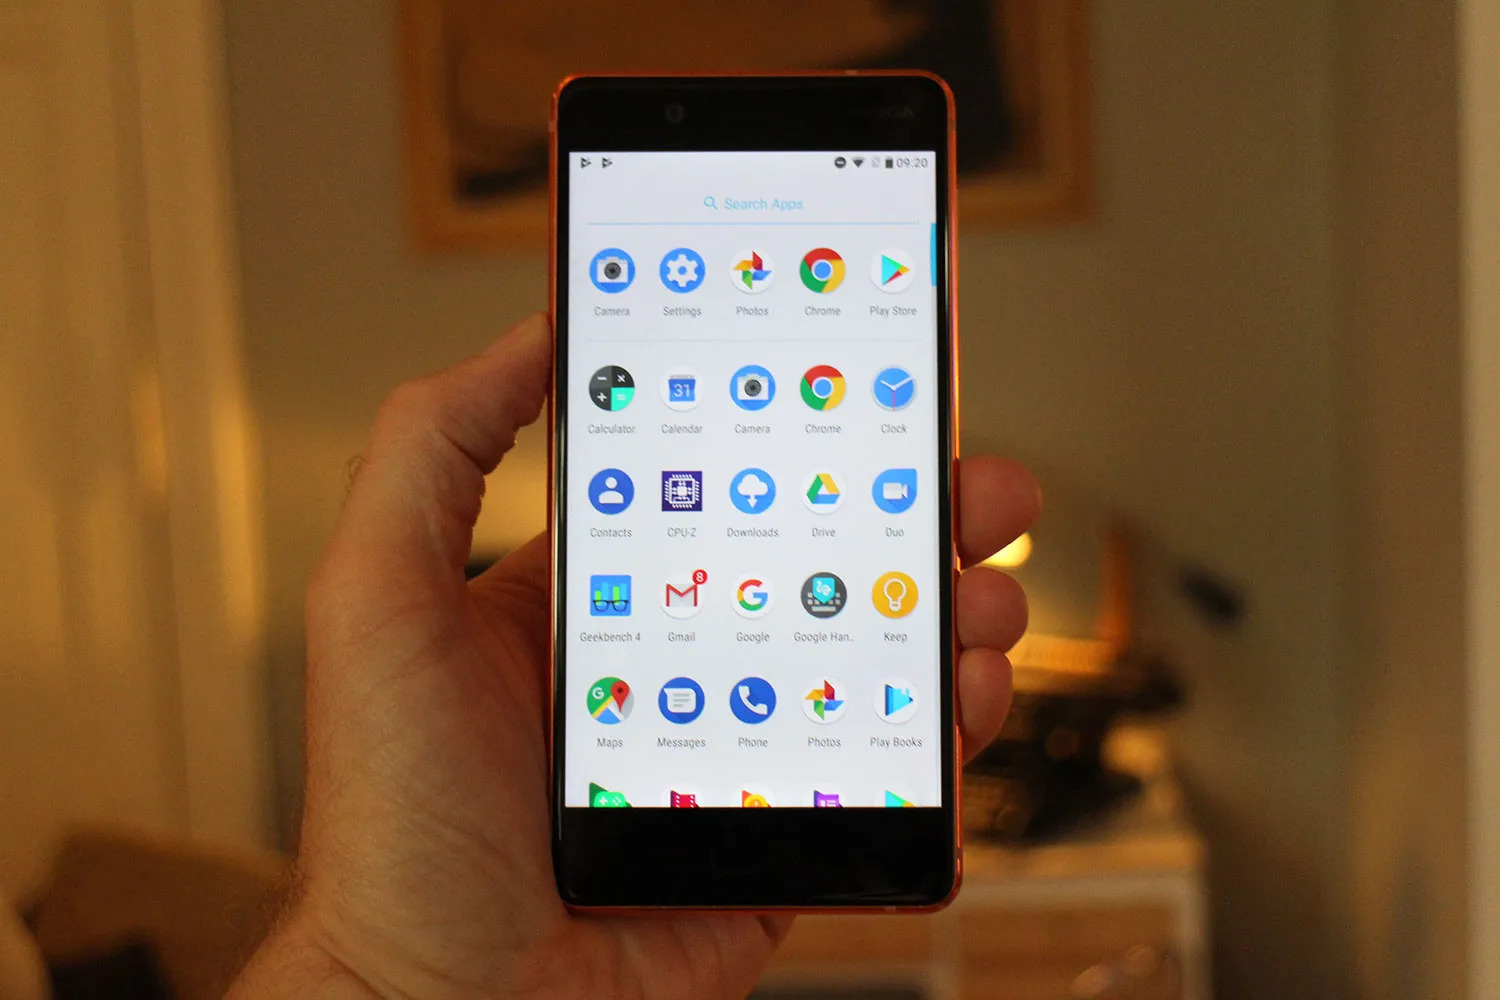 09:20
Search Apps
Camera Settings Photos Chrome Play Store
31
Calculator Calendar Camera Chrome Clock
Contacts CPU-Z Downloads Drive Duo
8
G
Geekbench 4 Gmail Google Google Han..
Keep
G
Maps Messages Phone Photos Play Books